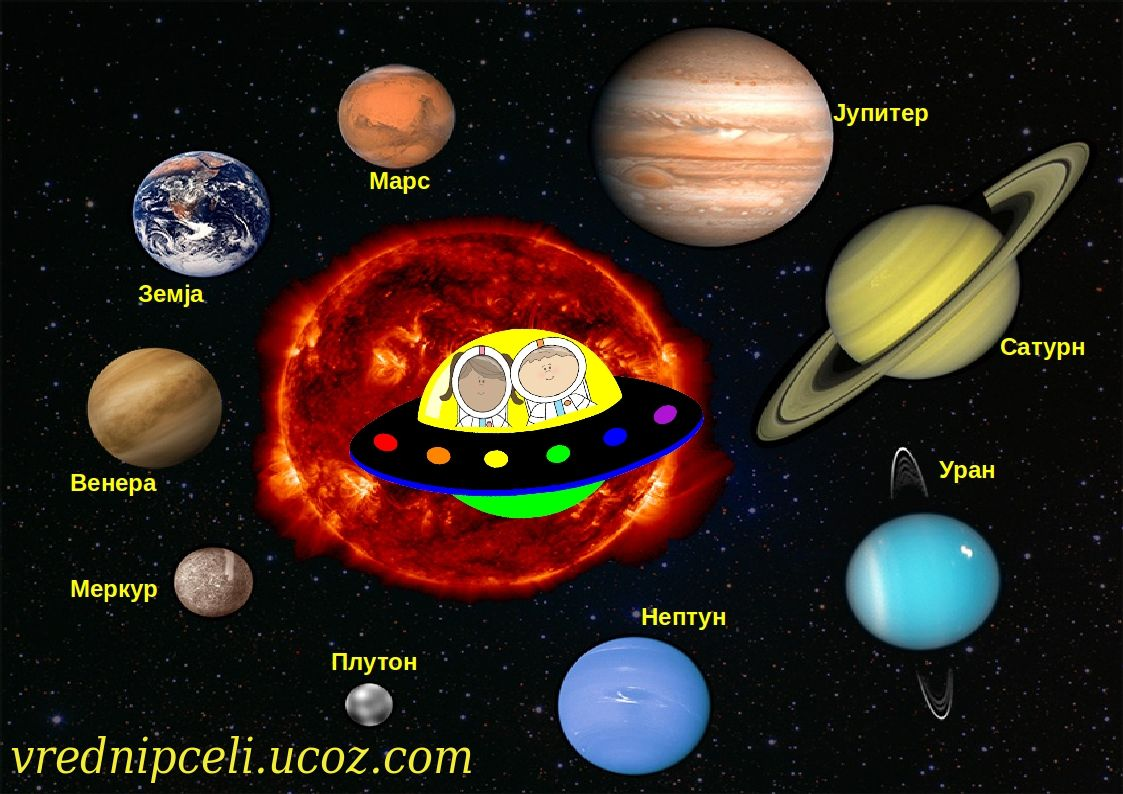 Марс
Јупитер
Земја
Сатурн
Венера
Уран
Меркур
Нептун
Плутон
vrednipceli.ucoz.com